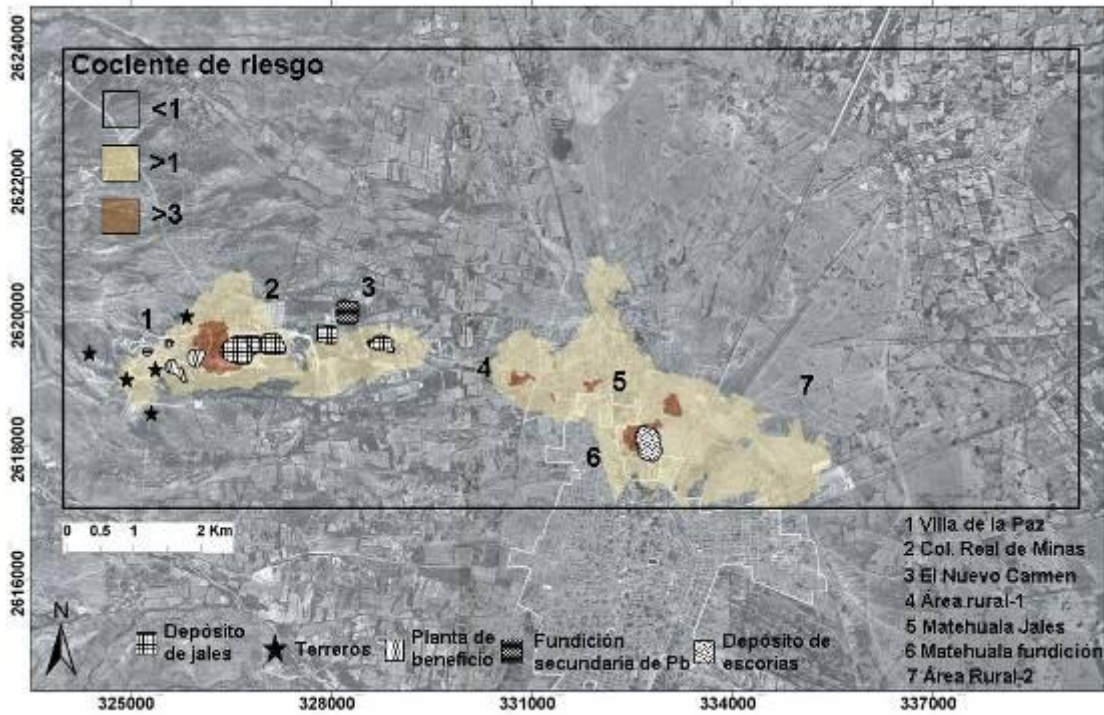 Cociente de riesgo
<1
>1
>3
2624000
2622000
2620000
2618000
2616000
1
2
3
4
5
6
7
0 0.5 1 2 Km
N
1 Villa de la Paz
2 Col. Real de Minas
3 El Nuevo Carmen
4 Área rural-1
5 Matehuala Jales
6 Matehuala fundición
7 Área Rural-2
Depósito
de jales
Terreros
Planta de
beneficio
Fundición
secundaria de Pb
Depósito de
escorias
325000
328000
331000
334000
337000